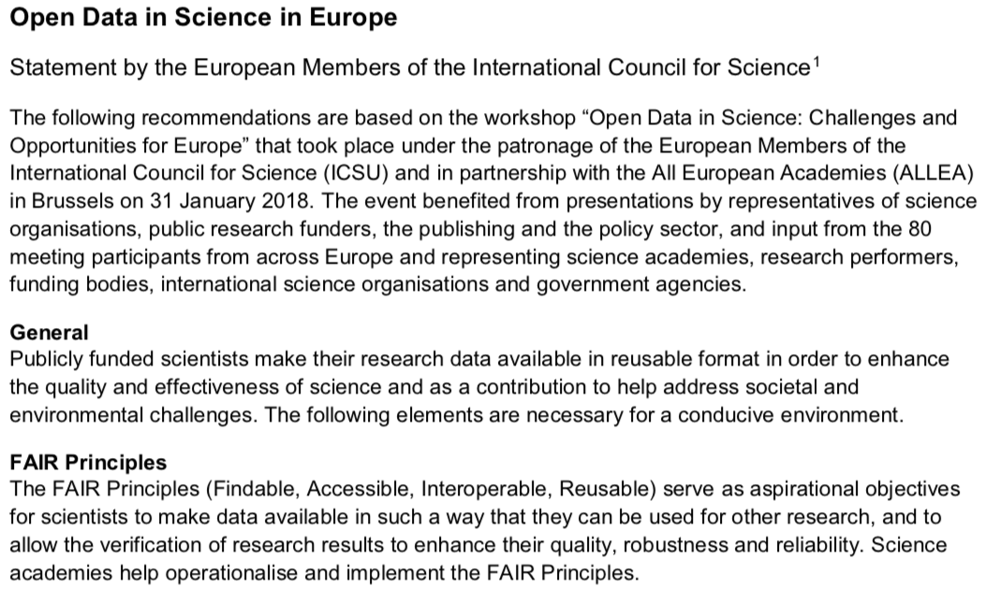 Open Data in Science in Europe
Statement by the European Members of the International Council for Science¹
The following recommendations are based on the workshop “Open Data in Science: Challenges and
Opportunities for Europe” that took place under the patronage of the European Members of the
International Council for Science (ICSU) and in partnership with the All European Academies (ALLEA)
in Brussels on 31 January 2018. The event benefited from presentations by representatives of science
organisations, public research funders, the publishing and the policy sector, and input from the 80
meeting participants from across Europe and representing science academies, research performers,
funding bodies, international science organisations and government agencies.
General
Publicly funded scientists make their research data available in reusable format in order to enhance
the quality and effectiveness of science and as a contribution to help address societal and
environmental challenges. The following elements are necessary for a conducive environment.
FAIR Principles
The FAIR Principles (Findable, Accessible, Interoperable, Reusable) serve as aspirational objectives
for scientists to make data available in such a way that they can be used for other research, and to
allow the verification of research results to enhance their quality, robustness and reliability. Science
academies help operationalise and implement the FAIR Principles.